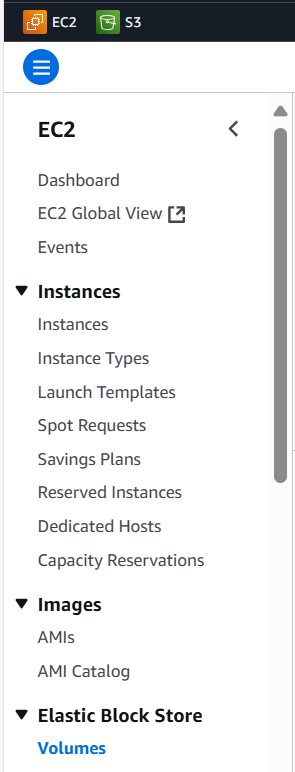 EC2 S3
EC2
Dashboard
EC2 Global View
Events
Instances
Instances
Instance Types
Launch Templates
Spot Requests
Savings Plans
Reserved Instances
Dedicated Hosts
Capacity Reservations
Images
AMIs
AMI Catalog
Elastic Block Store
Volumes